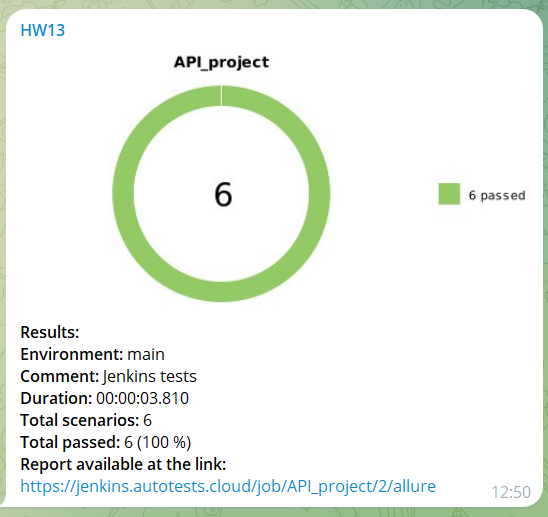 HW13
API_project
6
6 passed
Results:
Environment: main
Comment: Jenkins tests
Duration: 00:00:03.810
Total scenarios: 6
Total passed: 6 (100 %)
Report available at the link:
https://jenkins.autotests.cloud/job/API_project/2/allure
12:50